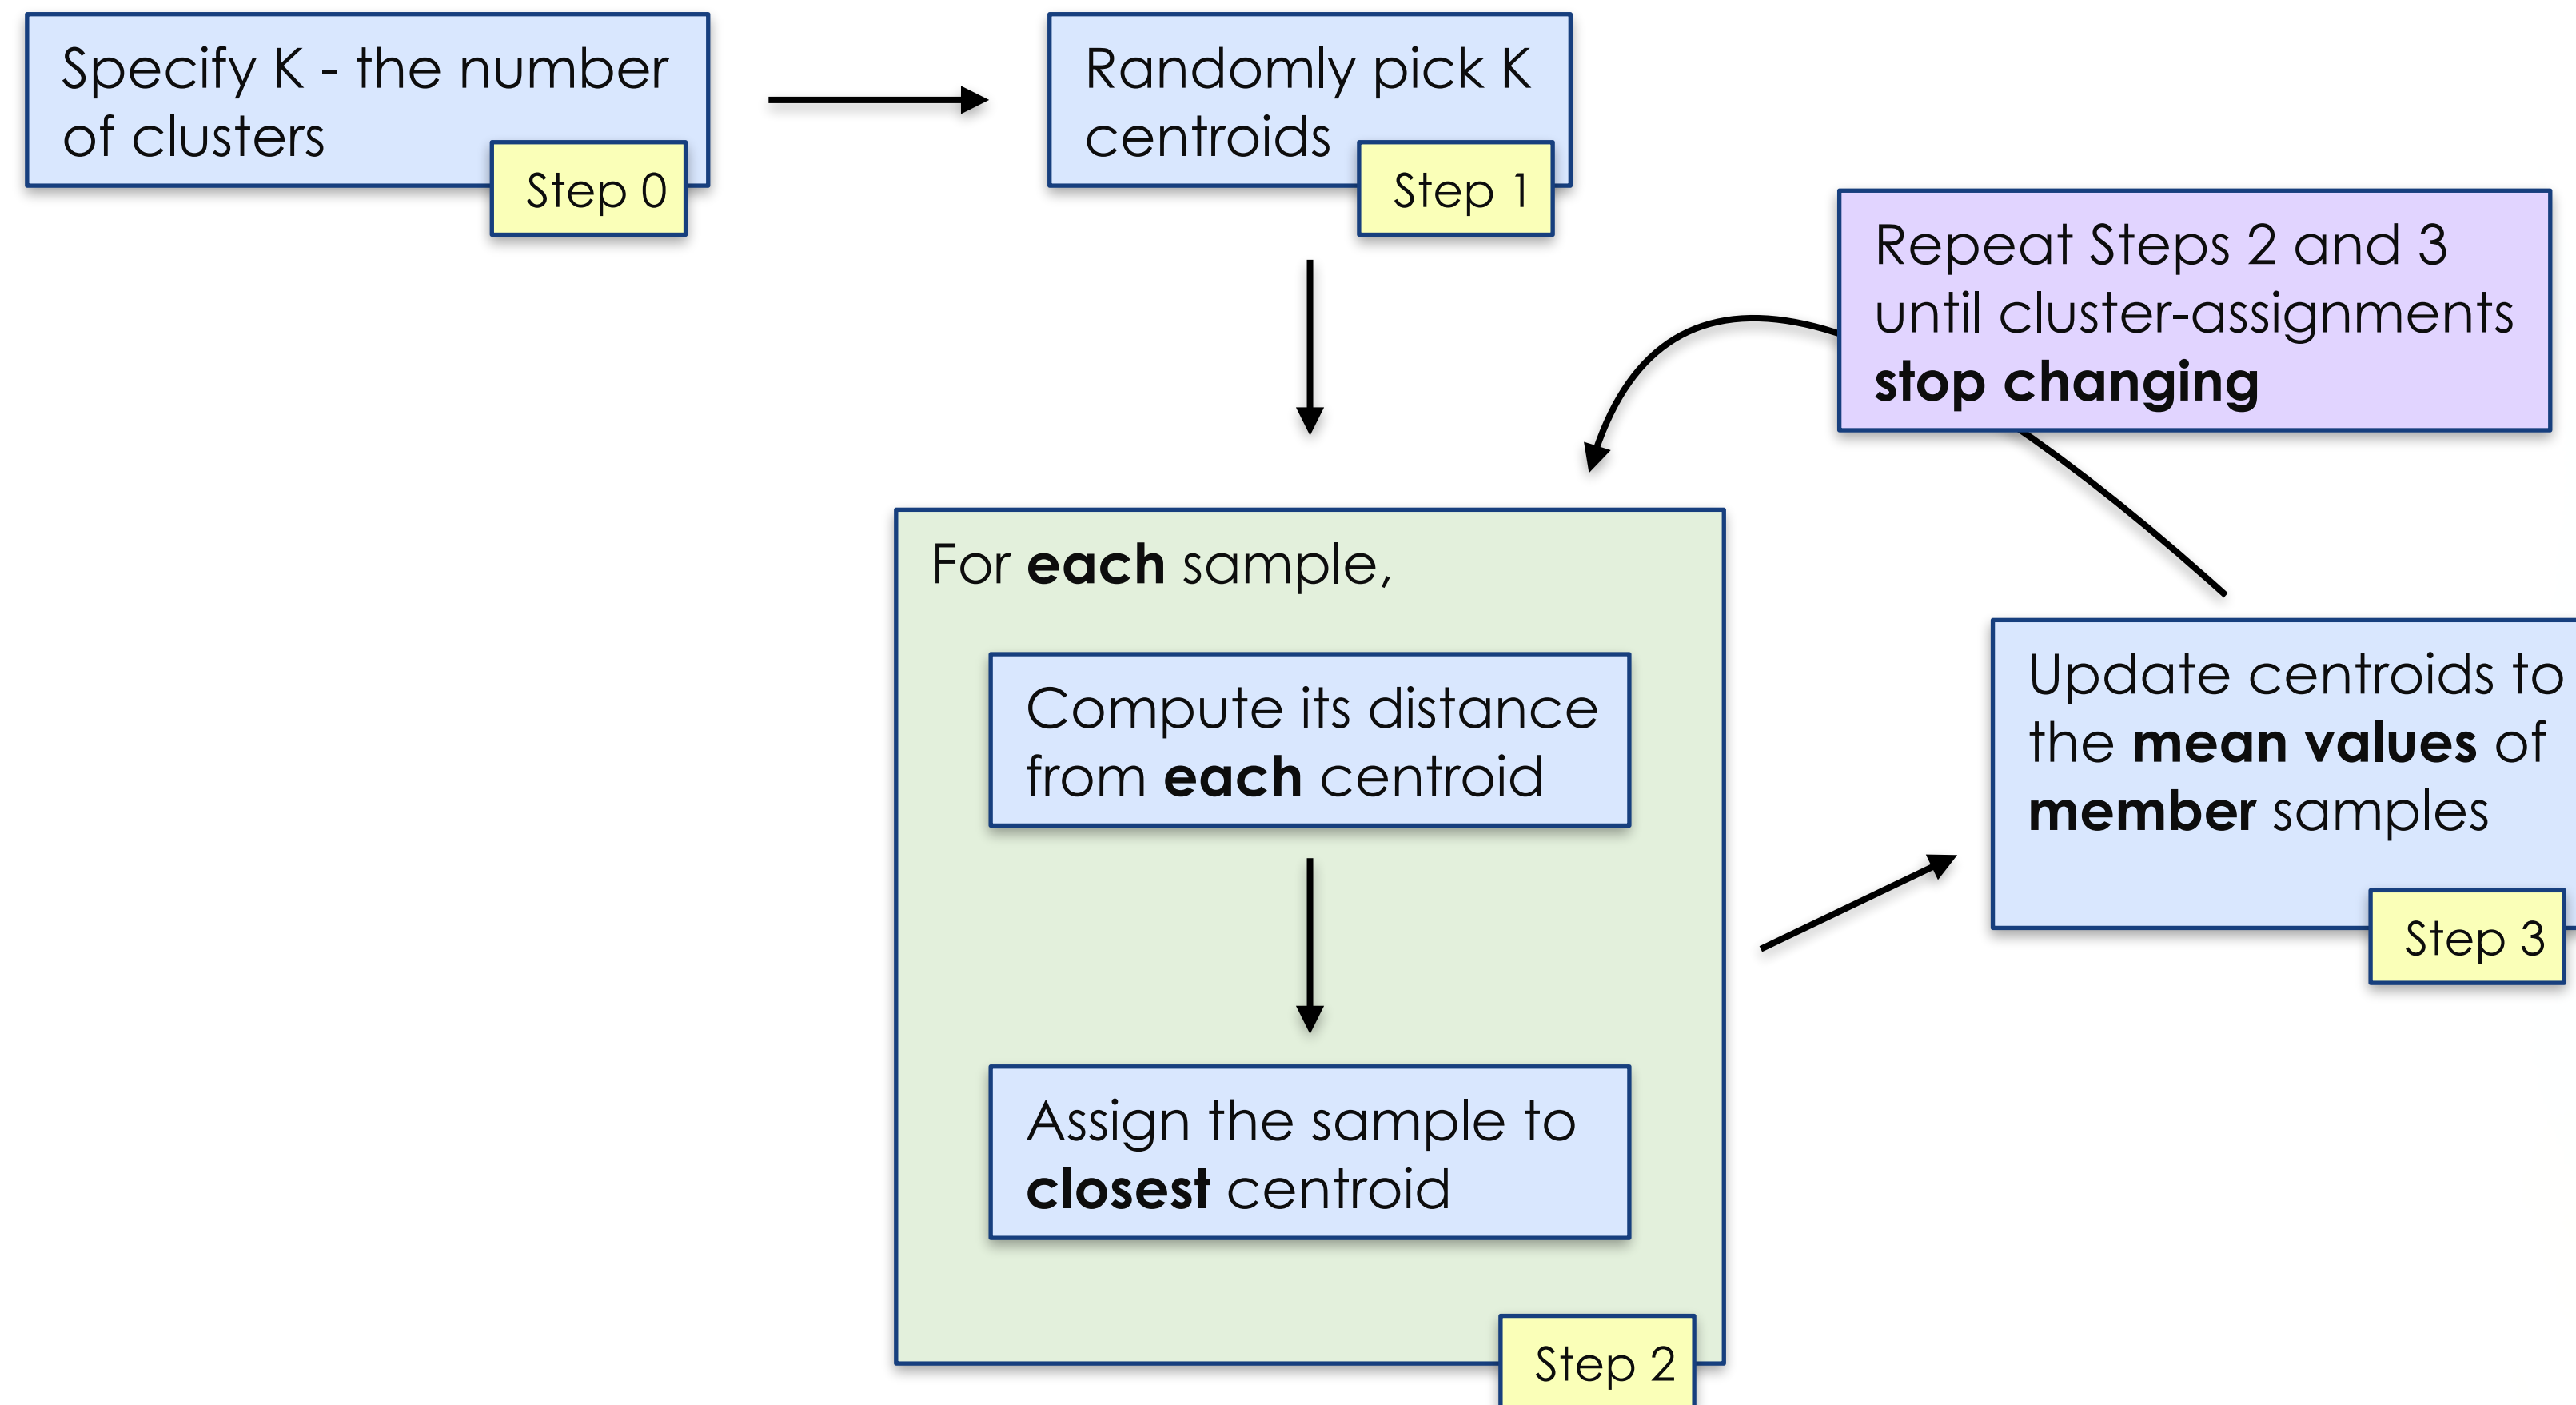 Specify K - the number
of clusters
Step 0
Randomly pick K
centroids
Step 1
For each sample,
Compute its distance
from each centroid
Assign the sample to
closest centroid
Step 2
Update centroids to
the mean values of
member samples
Step 3
Repeat Steps 2 and 3
until cluster-assignments
stop changing